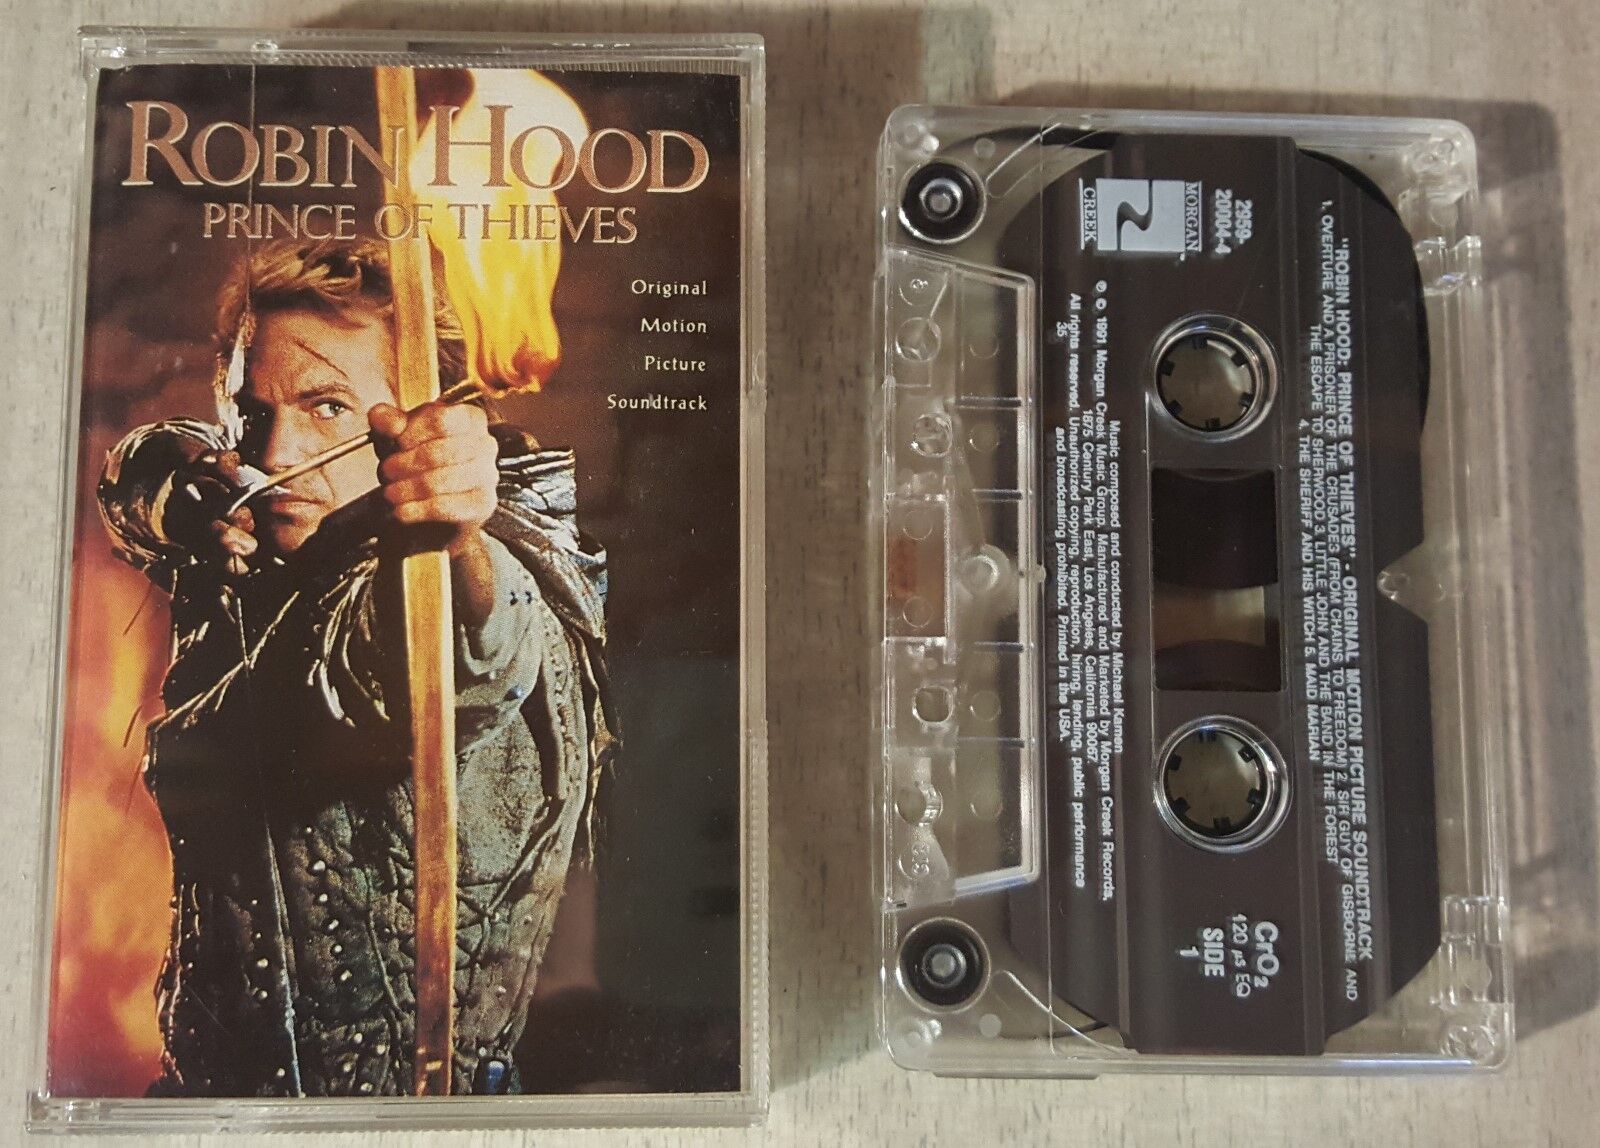 ROBIN HOOD
PRINCE OF THIEVES
Original
Motion
Picture
Soundtrack
"ROBIN HOOD: PRINCE OF THIEVES" - ORIGINAL MOTION PICTURE SOUNDTRACK
1. OVERTURE AND A PRISONER OF THE CRUSADES (FROM CHAINS TO FREEDOM) 2. SIR GUY OF GISBORNE AND
THE ESCAPE TO SHERWOOD 3. LITTLE JOHN AND THE BAND IN THE FOREST
4. THE SHERIFF AND HIS WITCH 5. MAID MARIAN
2959-
20004-4
MORGAN
CREEK
CrO2
120 µs EQ
SIDE
1
Music composed and conducted by Michael Kamen
℗ © 1991 Morgan Creek Music Group. Manufactured and Marketed by Morgan Creek Records,
1875 Century Park East, Los Angeles, California 90067.
All rights reserved. Unauthorized copying, reproduction, hiring, lending, public performance
and broadcasting prohibited. Printed in the USA.
35